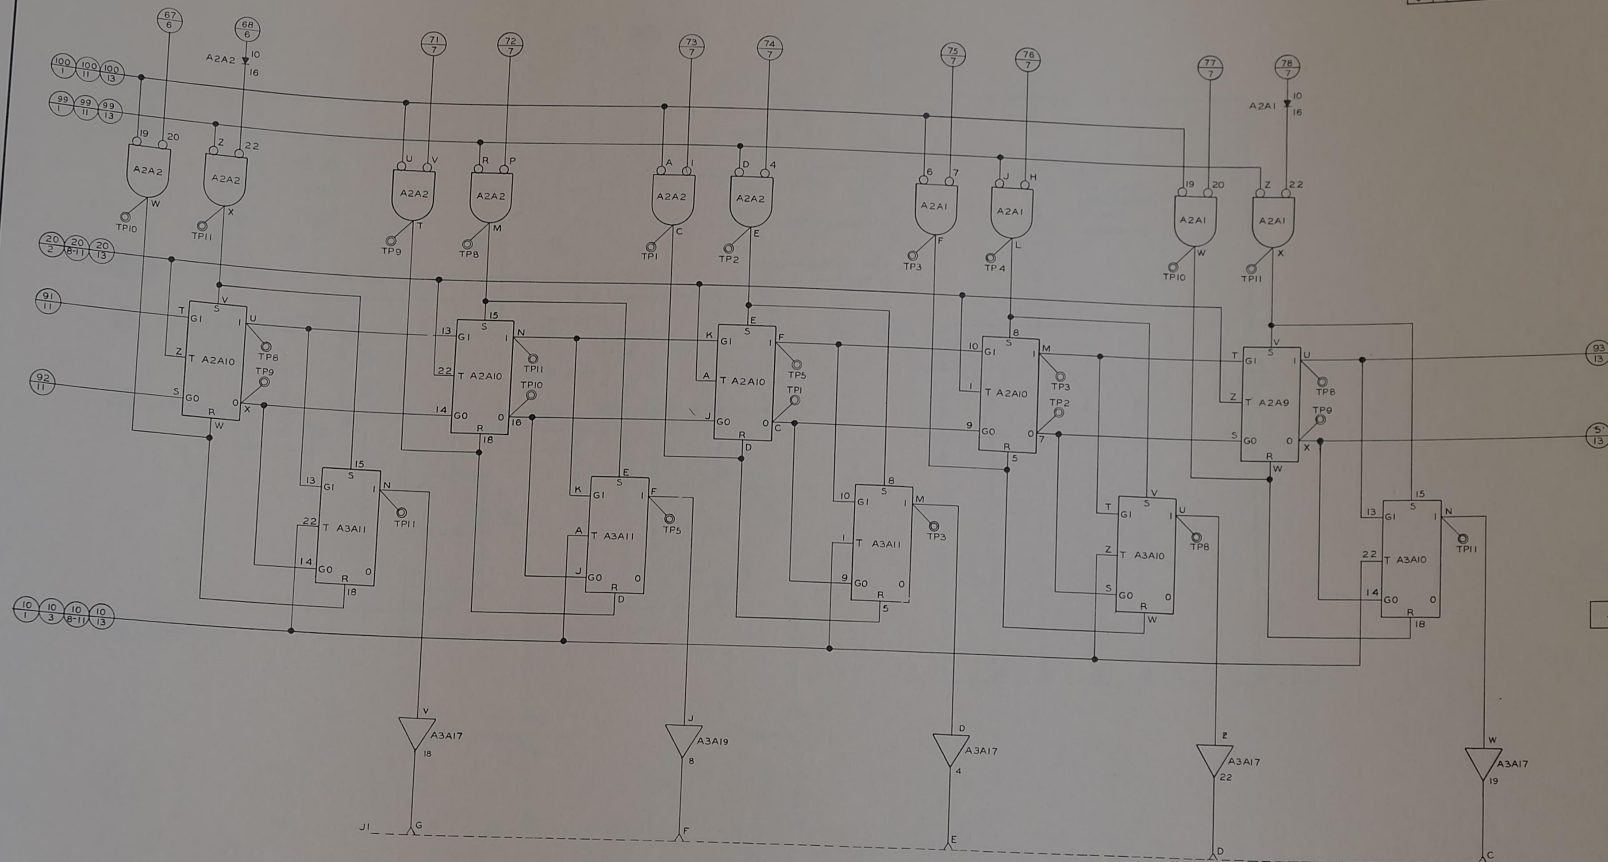 67 6
68 6
71 7
72 7
73 7
74 7
75 7
76 7
77 7
78 7
A2A2 10 16
A2A1 10 16
100 1 100 11 100 13
99 1 99 11 99 13
19 20 Z 22 U V R P A 1 D 4 6 7 J H 19 20 Z 22
A2A2 A2A2 A2A2 A2A2 A2A2 A2A2 A2A1 A2A1 A2A1 A2A1
W X T M C E F L W X
TP10 TP11 TP9 TP8 TP1 TP2 TP3 TP4 TP10 TP11
20 2 20 8-11 20 13
91 11
92 11
93 13
13
V S
T G1 1 U
TP8
Z T A2A10
TP9
S G0 0 X
R W
15 S
13 G1 1 N
TP11
22 T A2A10
TP10
14 G0 0 16
R 18
E S
K G1 1 F
TP5
A T A2A10
TP1
J G0 0 C
R D
8 S
10 G1 1 M
TP3
1 T A2A10
TP2
9 G0 0 7
R 5
V S
T G1 1 U
TP8
Z T A2A9
TP9
S G0 0 X
R W
15 S
13 G1 1 N
TP11
22 T A3A11
14 G0 0
R 18
E S
K G1 1 F
TP5
A T A3A11
J G0 0
R D
8 S
10 G1 1 M
TP3
1 T A3A11
9 G0 0
R 5
V S
T G1 1 U
TP8
Z T A3A10
S G0 0
R W
15 S
13 G1 1 N
TP11
22 T A3A10
14 G0 0
R 18
10 1 10 3 10 8-11 10 13
V A3A17 18
J A3A19 8
D A3A17 4
2 A3A17 22
W A3A17 19
J1 G F E D C